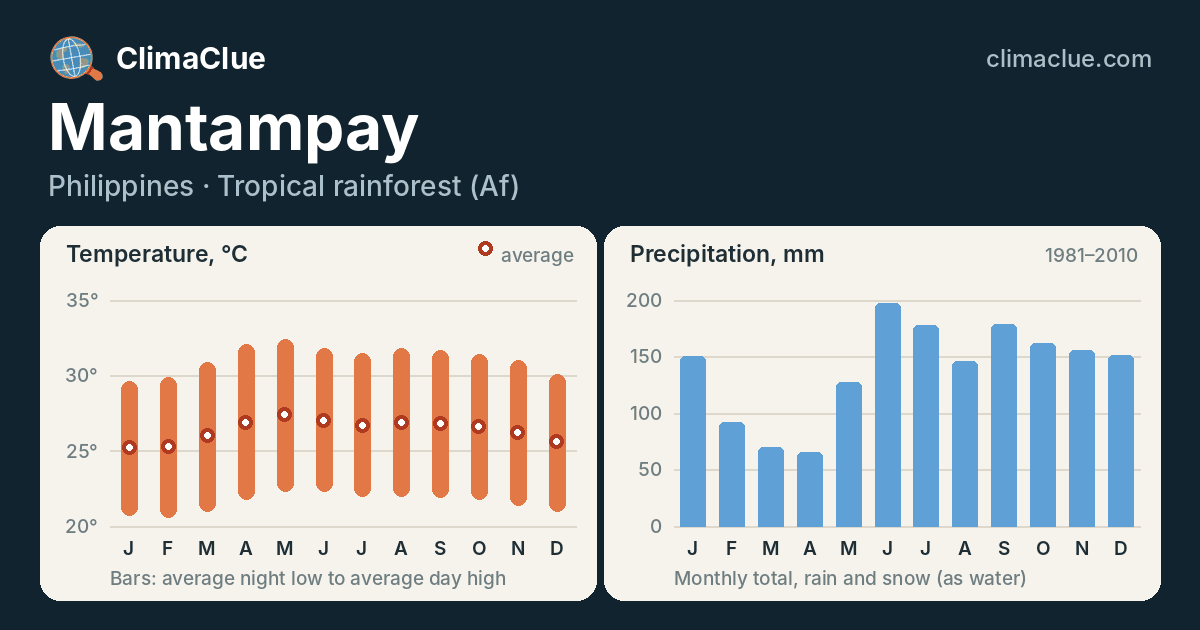 ClimaClue
climaclue.com
Mantampay
Philippines · Tropical rainforest (Af)
Temperature, °C
average
35°
30°
25°
20°
J F M A M J J A S O N D
Bars: average night low to average day high
Precipitation, mm
1981–2010
200
150
100
50
0
J F M A M J J A S O N D
Monthly total, rain and snow (as water)